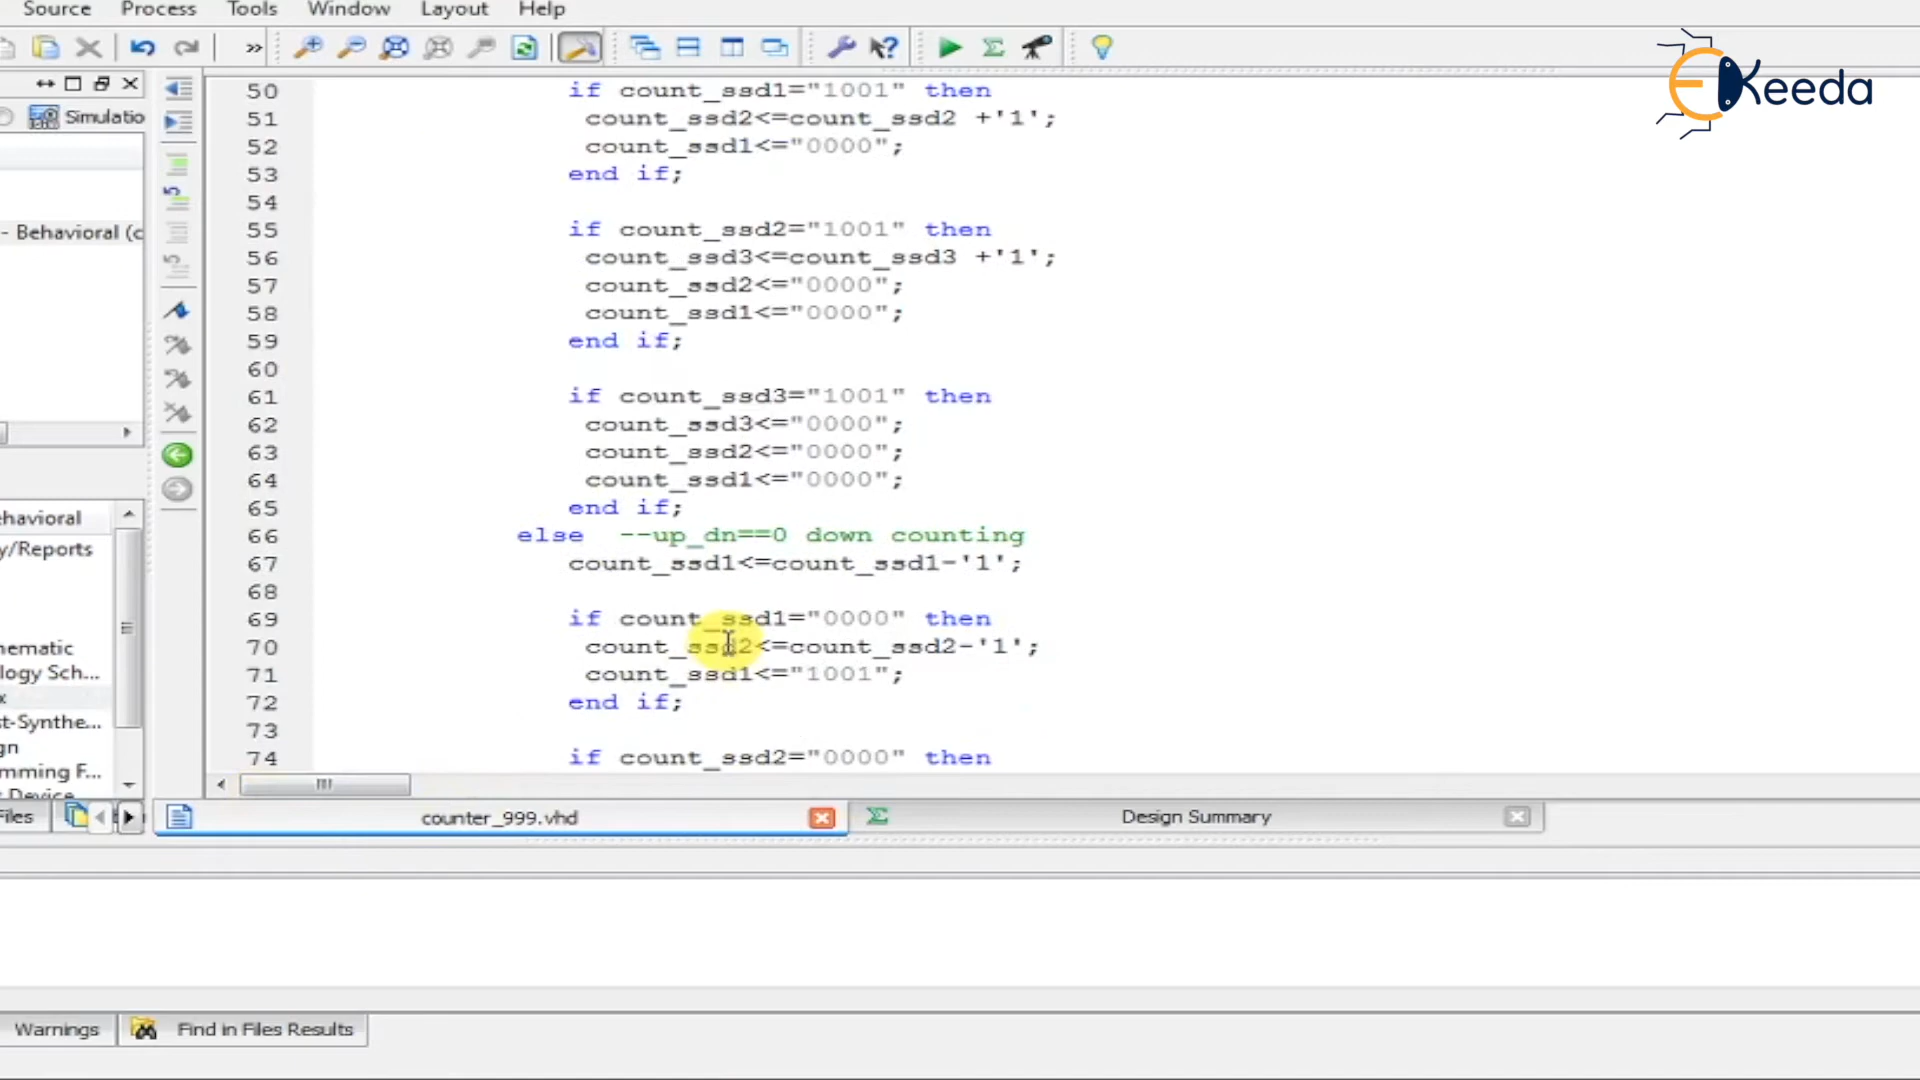 Source Process Tools Window Layout Help
EKeeda
Simulatio
- Behavioral (c
ehavioral
y/Reports
hematic
logy Sch...
x
st-Synthe...
gn
mming F...
Device
Files
50 if count_ssd1="1001" then
51 count_ssd2<=count_ssd2 +'1';
52 count_ssd1<="0000";
53 end if;
54
55 if count_ssd2="1001" then
56 count_ssd3<=count_ssd3 +'1';
57 count_ssd2<="0000";
58 count_ssd1<="0000";
59 end if;
60
61 if count_ssd3="1001" then
62 count_ssd3<="0000";
63 count_ssd2<="0000";
64 count_ssd1<="0000";
65 end if;
66 else --up_dn==0 down counting
67 count_ssd1<=count_ssd1-'1';
68
69 if count_ssd1="0000" then
70 count_ssd2<=count_ssd2-'1';
71 count_ssd1<="1001";
72 end if;
73
74 if count_ssd2="0000" then
counter_999.vhd
Design Summary
Warnings
Find in Files Results